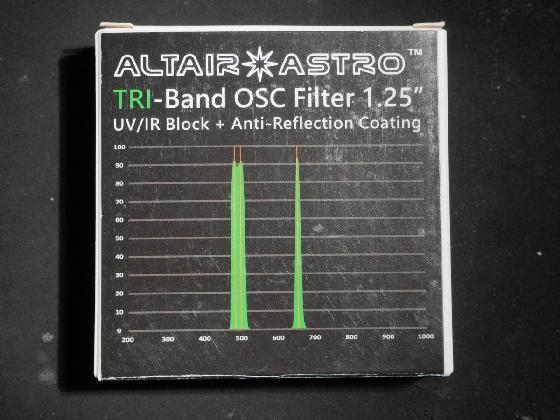 ALTAIR ASTRO™
TRI-Band OSC Filter 1.25"
UV/IR Block + Anti-Reflection Coating
100
90
80
70
60
50
40
30
20
10
0
200 300 400 500 600 700 800 900 1000